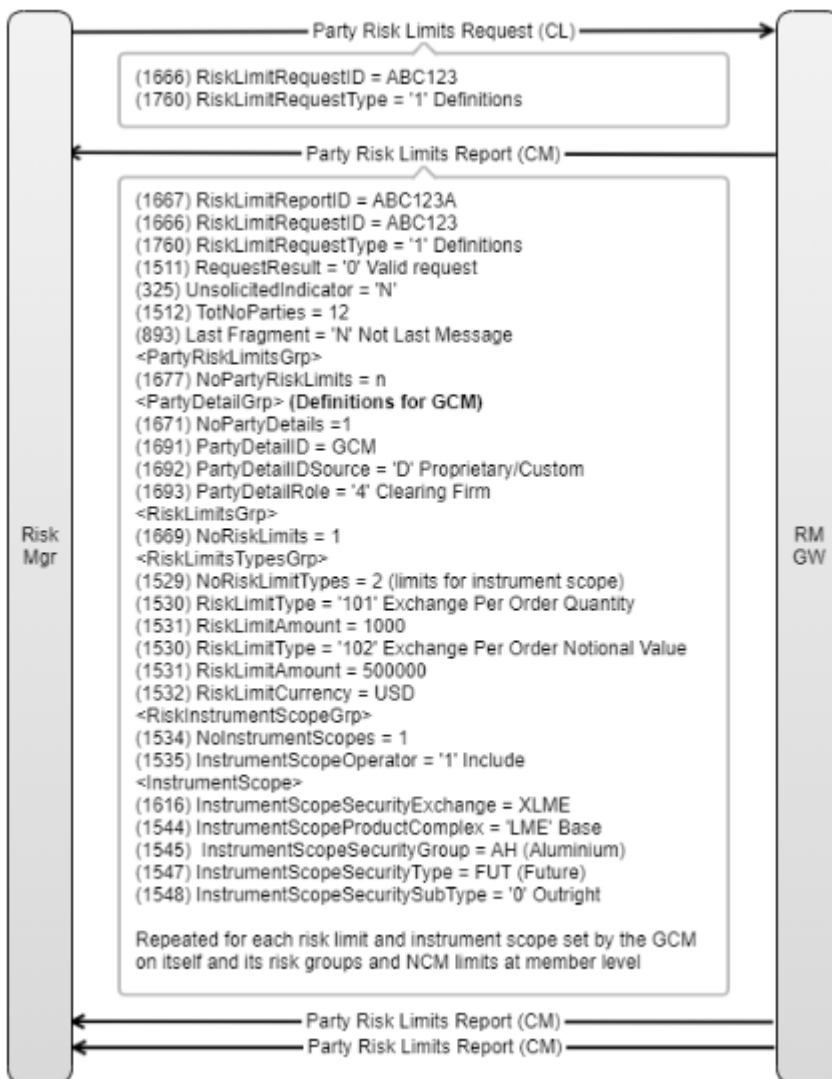 Party Risk Limits Request (CL)
(1666) RiskLimitRequestID = ABC123
(1760) RiskLimitRequestType = '1' Definitions
Party Risk Limits Report (CM)
(1667) RiskLimitReportID = ABC123A
(1666) RiskLimitRequestID = ABC123
(1760) RiskLimitRequestType = '1' Definitions
(1511) RequestResult = '0' Valid request
(325) UnsolicitedIndicator = 'N'
(1512) TotNoParties = 12
(893) Last Fragment = 'N' Not Last Message
<PartyRiskLimitsGrp>
(1677) NoPartyRiskLimits = n
<PartyDetailGrp> (Definitions for GCM)
(1671) NoPartyDetails =1
(1691) PartyDetailID = GCM
(1692) PartyDetailIDSource = 'D' Proprietary/Custom
(1693) PartyDetailRole = '4' Clearing Firm
<RiskLimitsGrp>
(1669) NoRiskLimits = 1
<RiskLimitsTypesGrp>
(1529) NoRiskLimitTypes = 2 (limits for instrument scope)
(1530) RiskLimitType = '101' Exchange Per Order Quantity
(1531) RiskLimitAmount = 1000
(1530) RiskLimitType = '102' Exchange Per Order Notional Value
(1531) RiskLimitAmount = 500000
(1532) RiskLimitCurrency = USD
<RiskInstrumentScopeGrp>
(1534) NoInstrumentScopes = 1
(1535) InstrumentScopeOperator = '1' Include
<InstrumentScope>
(1616) InstrumentScopeSecurityExchange = XLME
(1544) InstrumentScopeProductComplex = 'LME' Base
(1545) InstrumentScopeSecurityGroup = AH (Aluminium)
(1547) InstrumentScopeSecurityType = FUT (Future)
(1548) InstrumentScopeSecuritySubType = '0' Outright
Repeated for each risk limit and instrument scope set by the GCM
on itself and its risk groups and NCM limits at member level
Risk
Mgr
RM
GW
Party Risk Limits Report (CM)
Party Risk Limits Report (CM)